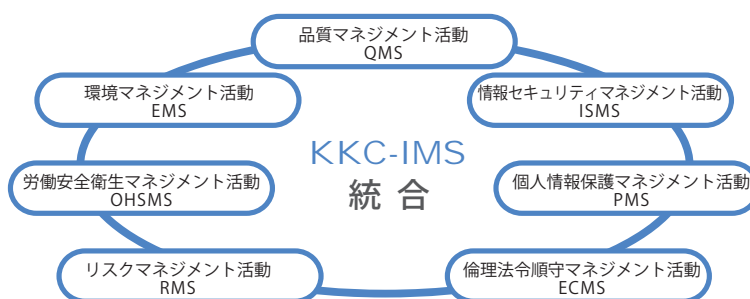 品質マネジメント活動
QMS
環境マネジメント活動
EMS
情報セキュリティマネジメント活動
ISMS
KKC-IMS
統合
労働安全衛生マネジメント活動
OHSMS
個人情報保護マネジメント活動
PMS
リスクマネジメント活動
RMS
倫理法令順守マネジメント活動
ECMS